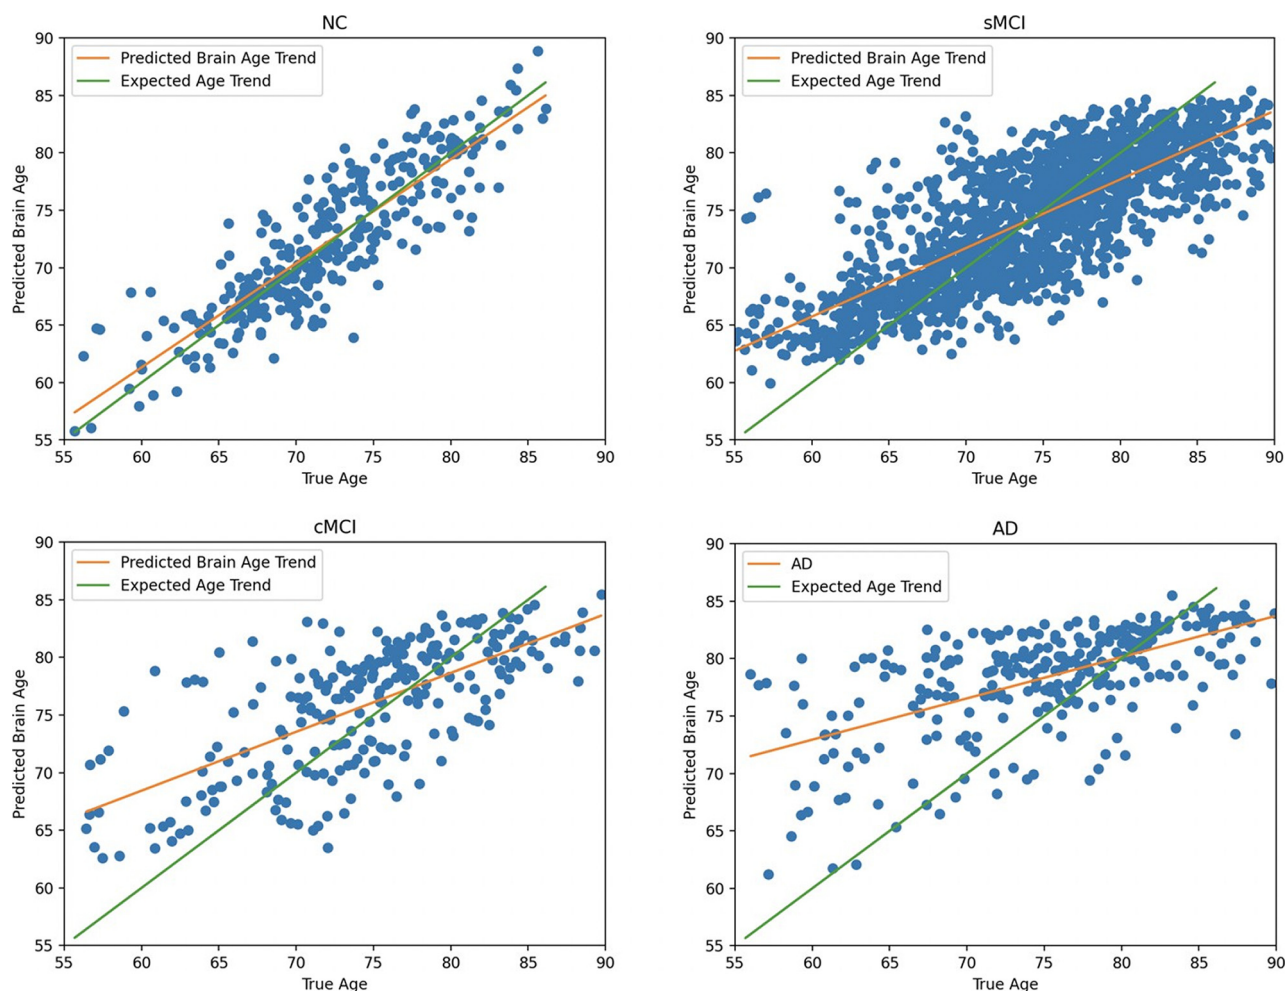 NC
Predicted Brain Age Trend
Expected Age Trend
90
85
80
75
70
65
60
55
Predicted Brain Age
55 60 65 70 75 80 85 90
True Age
sMCI
Predicted Brain Age Trend
Expected Age Trend
90
85
80
75
70
65
60
55
Predicted Brain Age
55 60 65 70 75 80 85 90
True Age
cMCI
Predicted Brain Age Trend
Expected Age Trend
90
85
80
75
70
65
60
55
Predicted Brain Age
55 60 65 70 75 80 85 90
True Age
AD
AD
Expected Age Trend
90
85
80
75
70
65
60
55
Predicted Brain Age
55 60 65 70 75 80 85 90
True Age